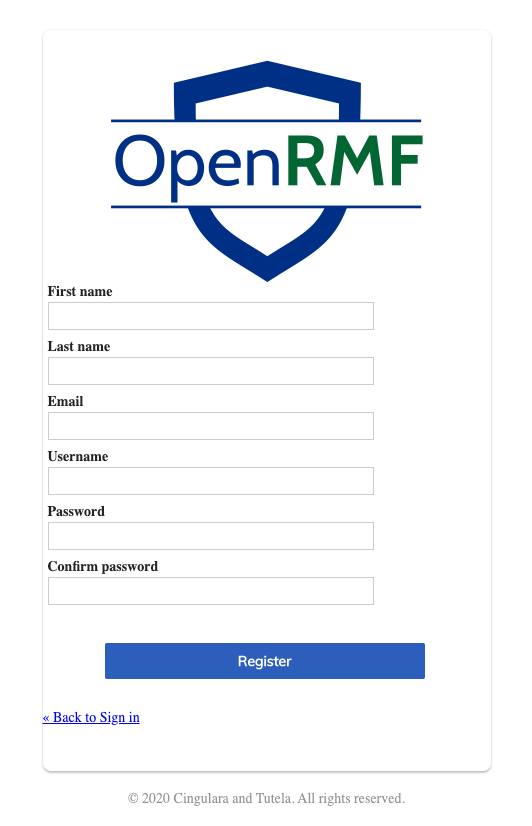 OpenRMF
First name
Last name
Email
Username
Password
Confirm password
Register
« Back to Sign in
© 2020 Cingulara and Tutela. All rights reserved.